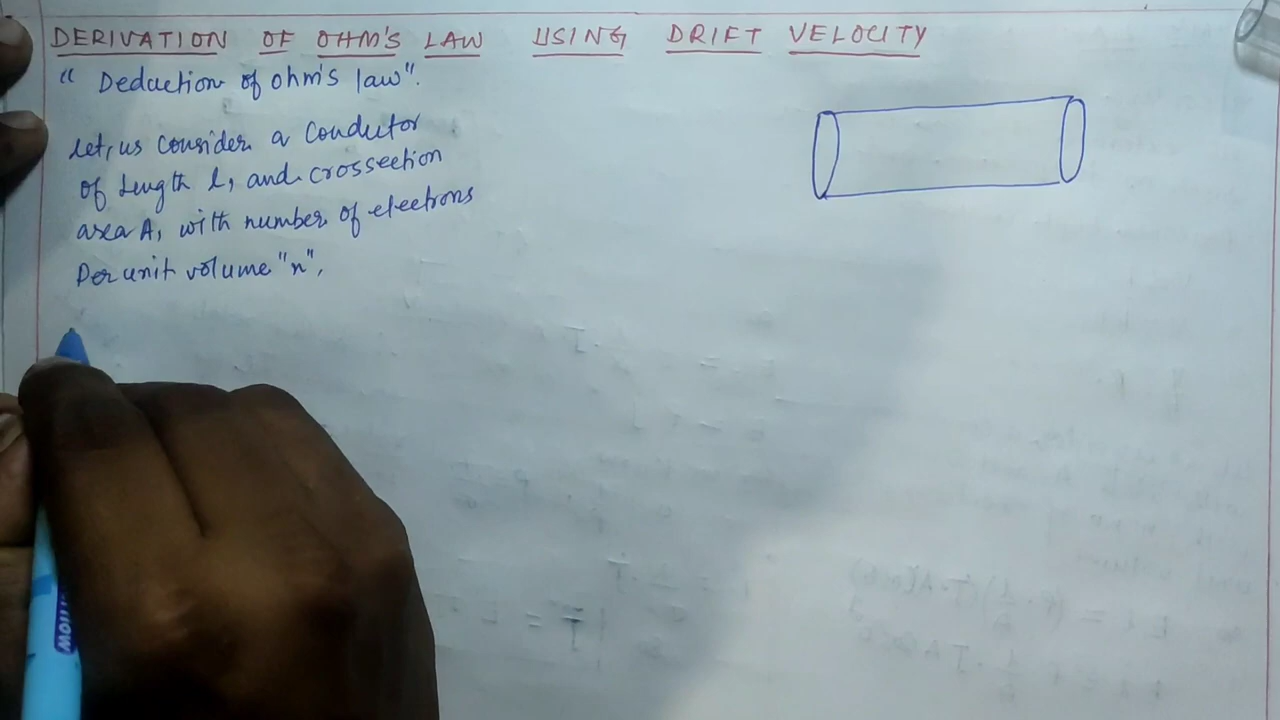 DERIVATION OF OHM'S LAW USING DRIFT VELOCITY
" Deduction of ohm's law".
Let, us consider a Condutor
of Length l, and crossection
area A, with number of electrons
Per unit volume "n",